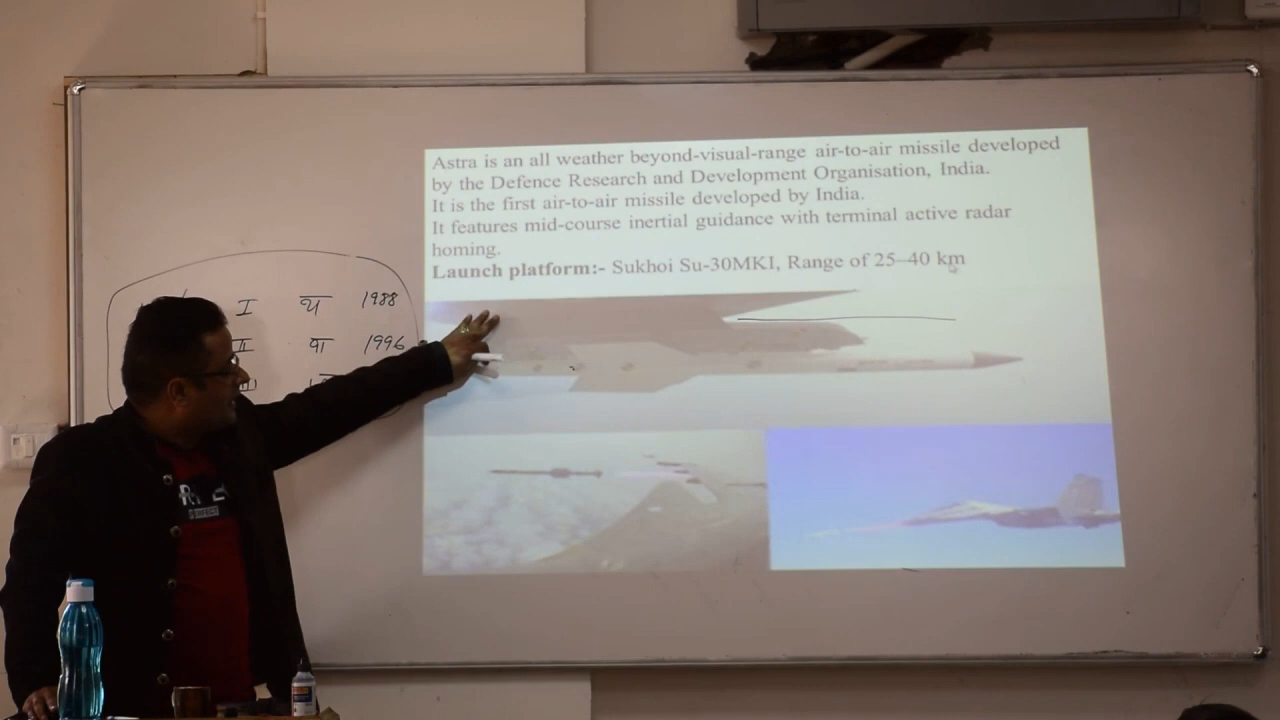 Astra is an all weather beyond-visual-range air-to-air missile developed
by the Defence Research and Development Organisation, India.
It is the first air-to-air missile developed by India.
It features mid-course inertial guidance with terminal active radar
homing.
Launch platform:- Sukhoi Su-30MKI, Range of 25–40 km
I थ 1988
II वा 1996
III
PERFECT